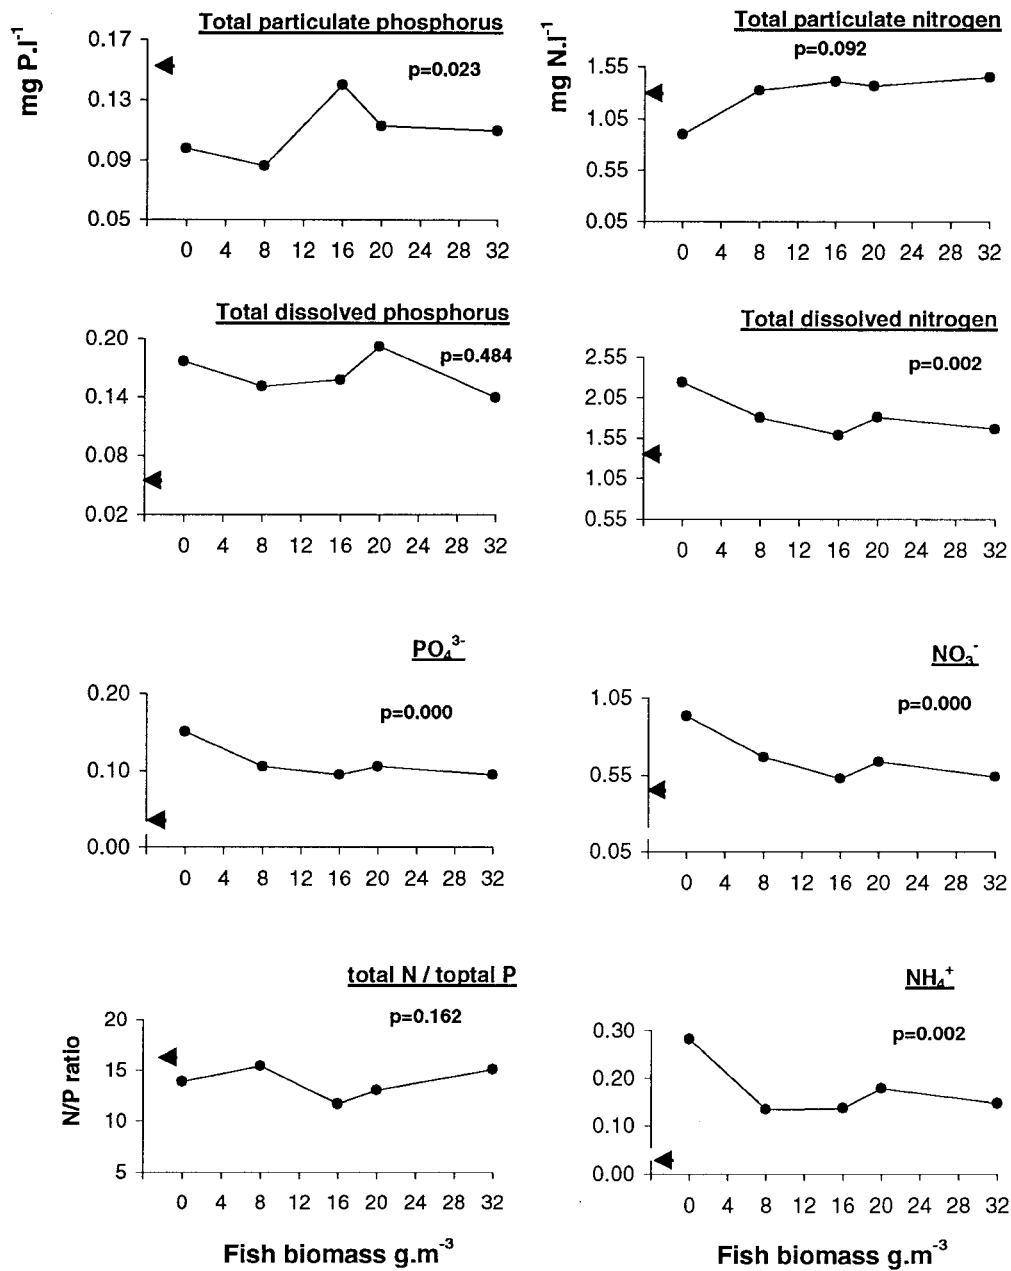 Total particulate phosphorus
mg P.l⁻¹
p=0.023
0.17
0.13
0.09
0.05
0 4 8 12 16 20 24 28 32
Total particulate nitrogen
mg N.l⁻¹
p=0.092
1.55
1.05
0.55
0.05
0 4 8 12 16 20 24 28 32
Total dissolved phosphorus
p=0.484
0.20
0.14
0.08
0.02
0 4 8 12 16 20 24 28 32
Total dissolved nitrogen
p=0.002
2.55
2.05
1.55
1.05
0.55
0 4 8 12 16 20 24 28 32
PO₄³⁻
p=0.000
0.20
0.10
0.00
0 4 8 12 16 20 24 28 32
NO₃⁻
p=0.000
1.05
0.55
0.05
0 4 8 12 16 20 24 28 32
total N / toptal P
p=0.162
N/P ratio
20
15
10
5
0 4 8 12 16 20 24 28 32
Fish biomass g.m⁻³
NH₄⁺
p=0.002
0.30
0.20
0.10
0.00
0 4 8 12 16 20 24 28 32
Fish biomass g.m⁻³